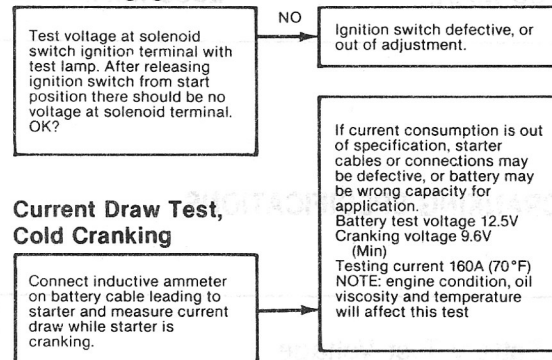 Test voltage at solenoid
switch ignition terminal with
test lamp. After releasing
ignition switch from start
position there should be no
voltage at solenoid terminal.
OK?
NO
Ignition switch defective, or
out of adjustment.
Current Draw Test,
Cold Cranking
Connect inductive ammeter
on battery cable leading to
starter and measure current
draw while starter is
cranking.
If current consumption is out
of specification, starter
cables or connections may
be defective, or battery may
be wrong capacity for
application.
Battery test voltage 12.5V
Cranking voltage 9.6V
(Min)
Testing current 160A (70°F)
NOTE: engine condition, oil
viscosity and temperature
will affect this test